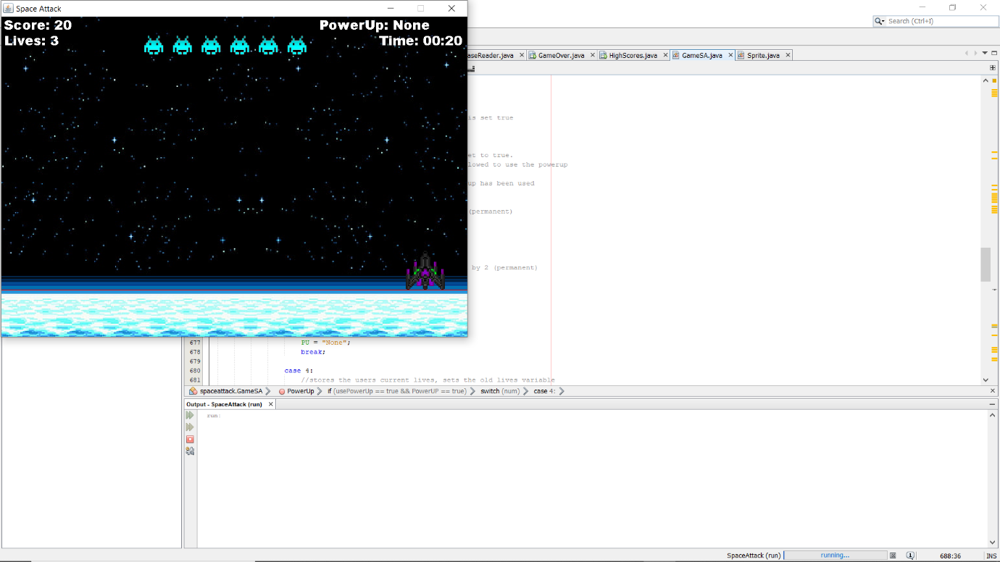 Space Attack
Search (Ctrl+I)
Score: 20
PowerUp: None
Lives: 3
Time: 00:20
aseReader.java
GameOver.java
HighScores.java
GameSA.java
Sprite.java
is set true
et to true.
lowed to use the powerup
up has been used
(permanent)
by 2 (permanent)
677 PU = "None";
678 break;
679
680 case 4:
681 //stores the users current lives, sets the old lives variable
spaceattack.GameSA PowerUp if (usePowerUp == true && PowerUP == true) switch (num) case 4:
Output - SpaceAttack (run)
run:
SpaceAttack (run) running... 688:36 INS